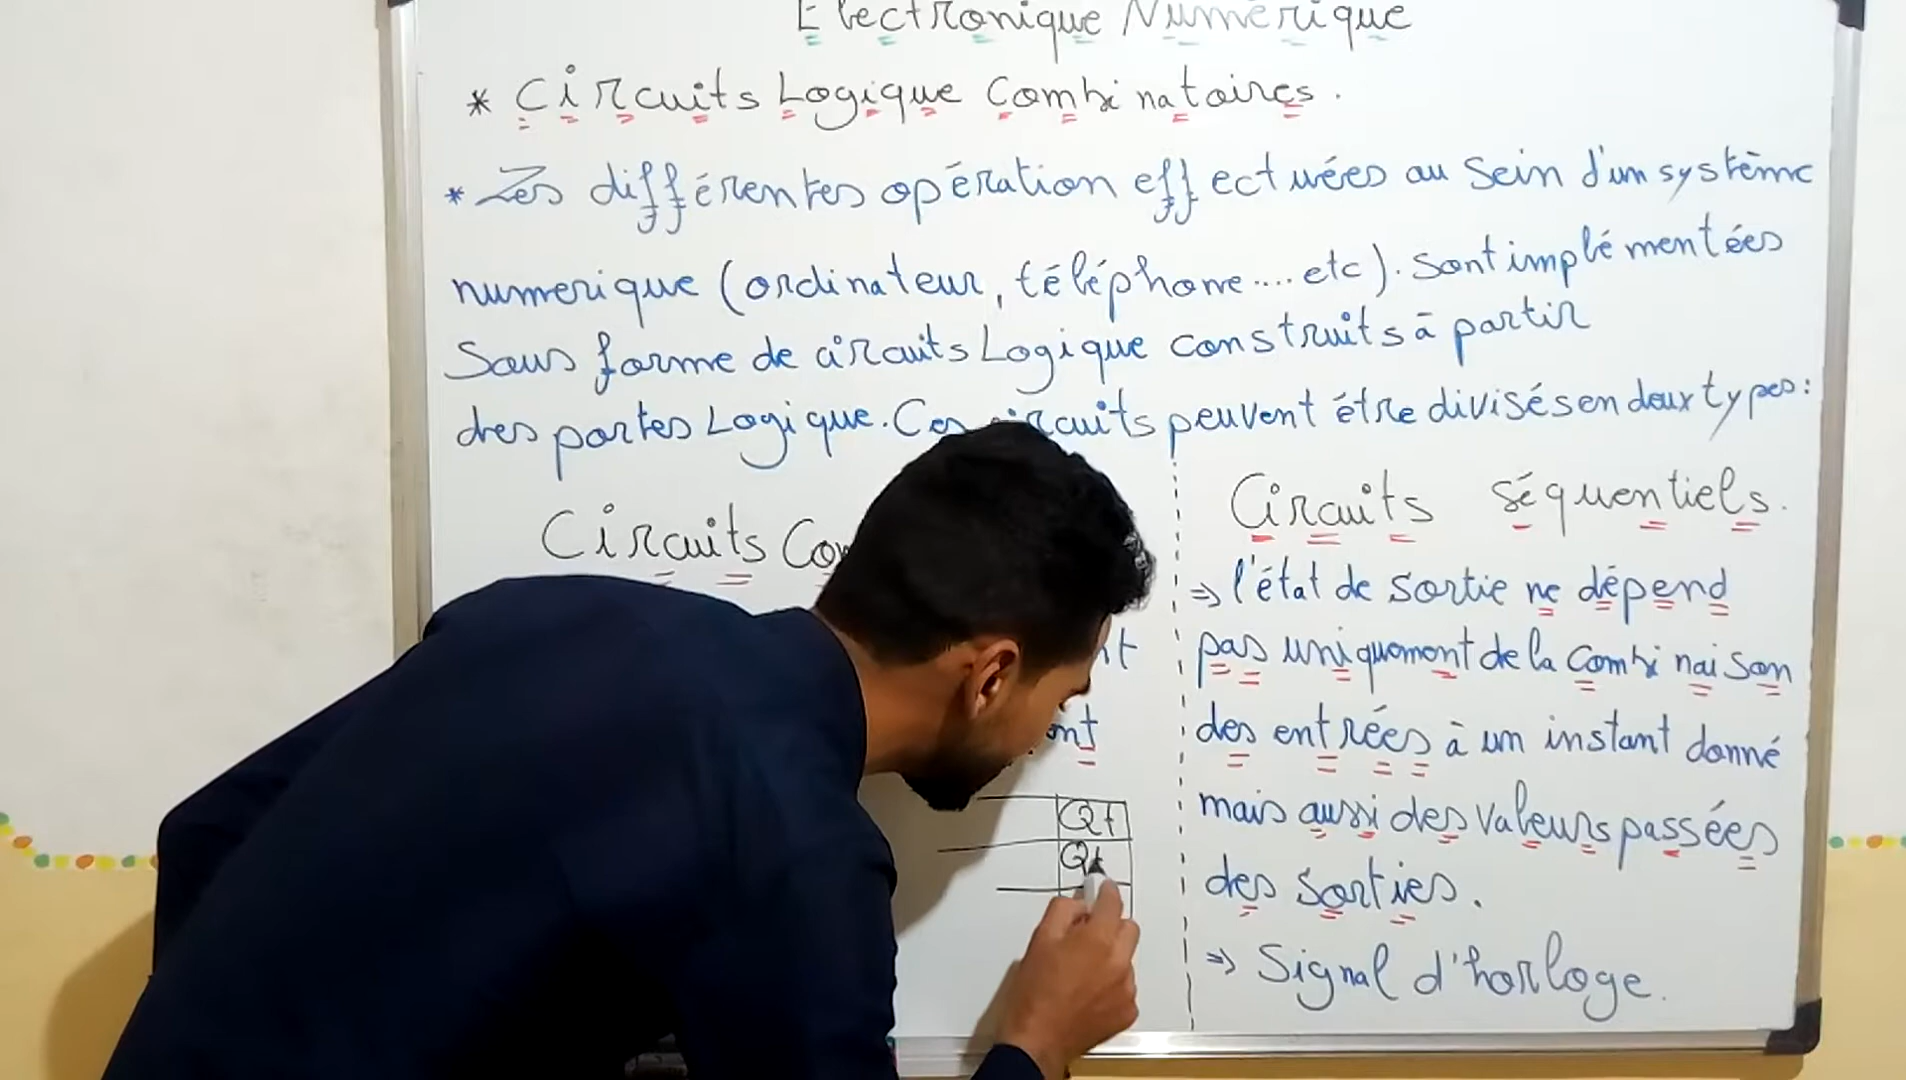 Electronique Numérique
* Circuits Logique Combinatoires.
* Les différentes opération effectuées au sein d'un système
numerique (ordinateur, téléphone....etc). sont implémentées
Sous forme de circuits Logique construits à partir
des portes Logique. Ces circuits peuvent être divisés en deux types:
Circuits
Circuits séquentiels.
⇒ l'état de sortie ne dépend
pas uniquement de la combinaison
des entrées à un instant donné
mais aussi des valeurs passées
des sorties.
⇒ Signal d'horloge.